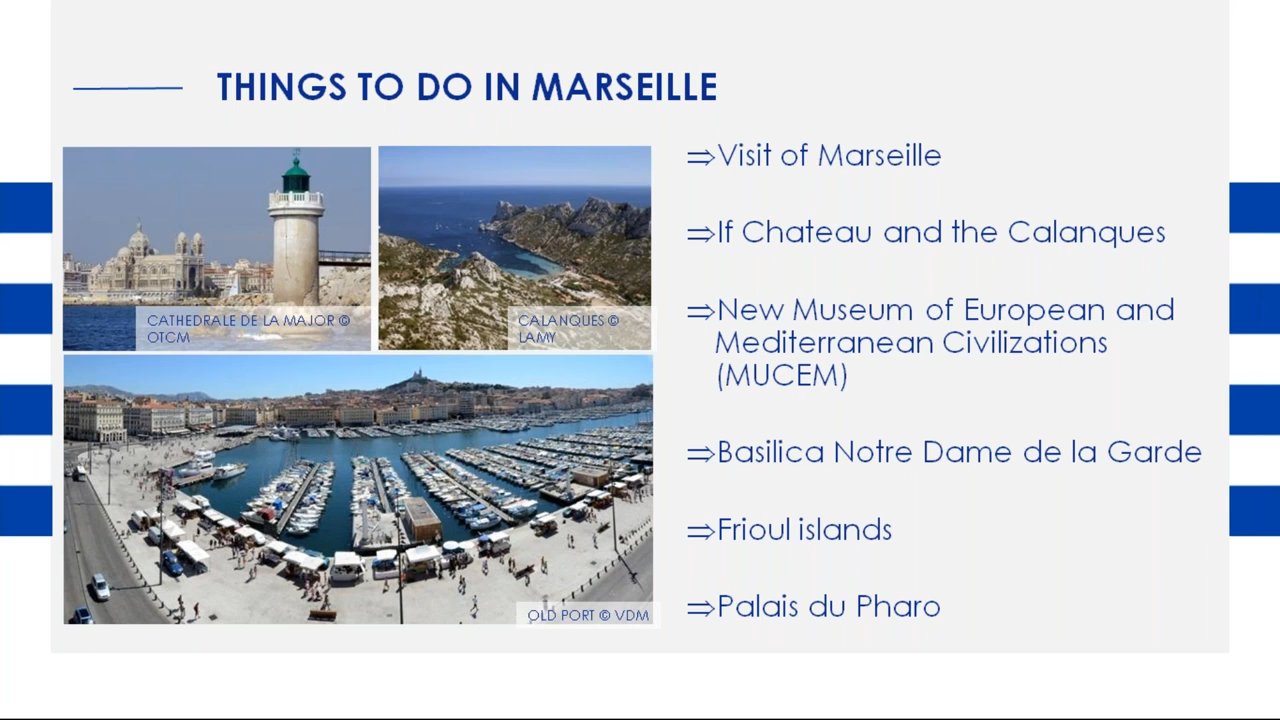 THINGS TO DO IN MARSEILLE
CATHEDRALE DE LA MAJOR ©
OTCM
CALANQUES ©
LAMY
OLD PORT © VDM
⇒Visit of Marseille
⇒If Chateau and the Calanques
⇒New Museum of European and
Mediterranean Civilizations
(MUCEM)
⇒Basilica Notre Dame de la Garde
⇒Frioul islands
⇒Palais du Pharo